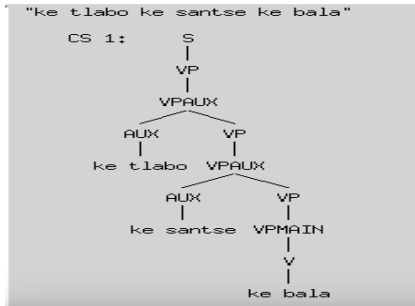 "ke tlabo ke santse ke bala"
CS 1: S
VP
VPAUX
AUX VP
ke tlabo VPAUX
AUX VP
ke santse VPMAIN
V
ke bala